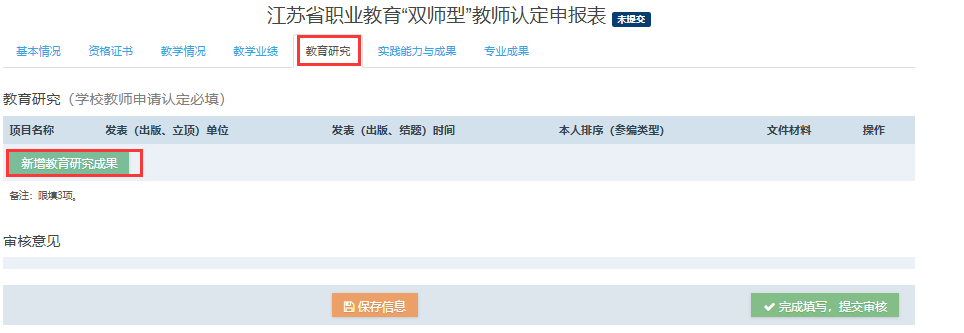 江苏省职业教育“双师型”教师认定申报表 未提交
基本情况 资格证书 教学情况 教学业绩 教育研究 实践能力与成果 专业成果
教育研究（学校教师申请认定必填）
项目名称 发表（出版、立项）单位 发表（出版、结题）时间 本人排序（参编类型） 文件材料 操作
新增教育研究成果
备注：限填3项。
审核意见
保存信息 完成填写，提交审核